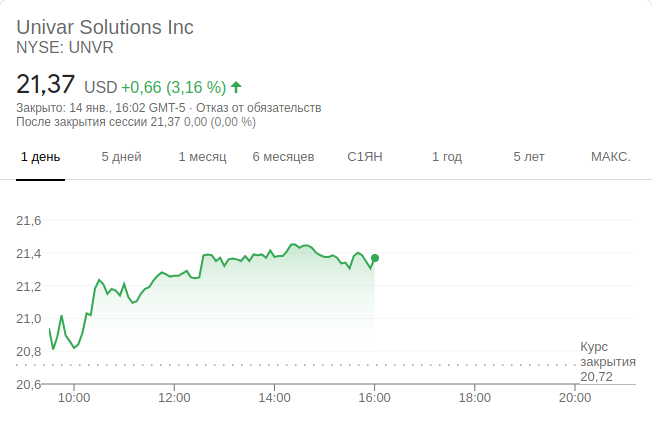 Univar Solutions Inc
NYSE: UNVR
21,37 USD +0,66 (3,16 %)
Закрыто: 14 янв., 16:02 GMT-5 · Отказ от обязательств
После закрытия сессии 21,37 0,00 (0,00 %)
1 день 5 дней 1 месяц 6 месяцев С1ЯН 1 год 5 лет МАКС.
21,6
21,4
21,2
21,0
20,8
Курс
закрытия
20,72
20,6
10:00 12:00 14:00 16:00 18:00 20:00